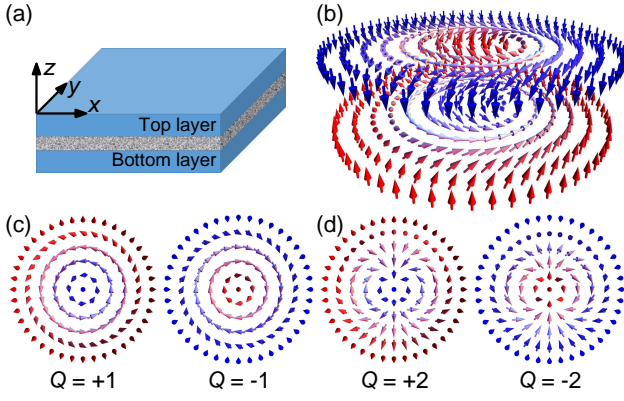 (a)
(b)
z
y
x
Top layer
Bottom layer
(c)
(d)
Q = +1
Q = -1
Q = +2
Q = -2